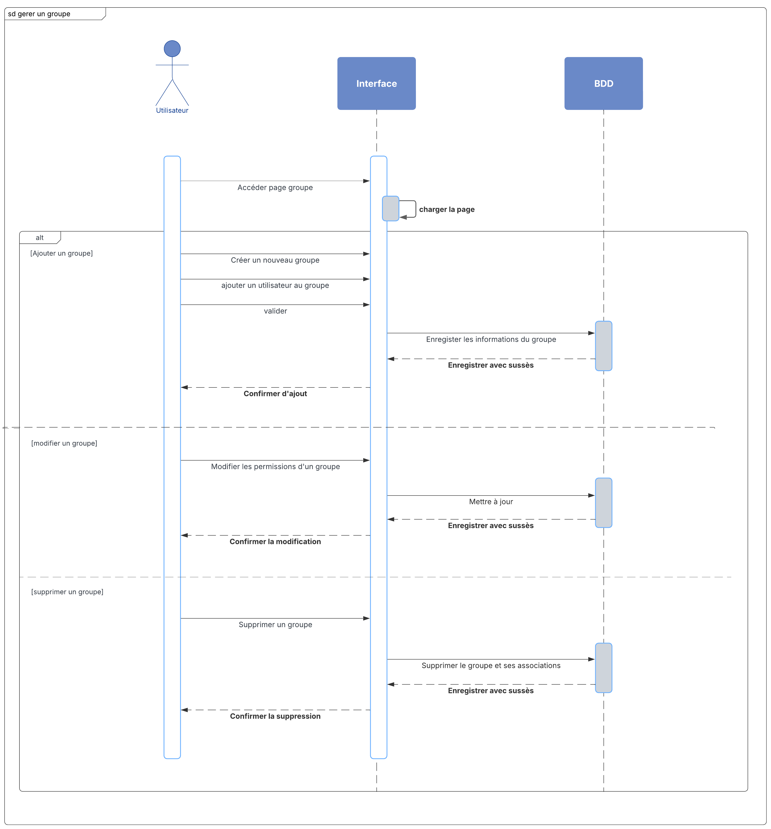 sd gerer un groupe
Utilisateur
Interface
BDD
Accéder page groupe
charger la page
alt
[Ajouter un groupe]
Créer un nouveau groupe
ajouter un utilisateur au groupe
valider
Enregister les informations du groupe
Enregistrer avec sussès
Confirmer d'ajout
[modifier un groupe]
Modifier les permissions d'un groupe
Mettre à jour
Enregistrer avec sussès
Confirmer la modification
[supprimer un groupe]
Supprimer un groupe
Supprimer le groupe et ses associations
Enregistrer avec sussès
Confirmer la suppression